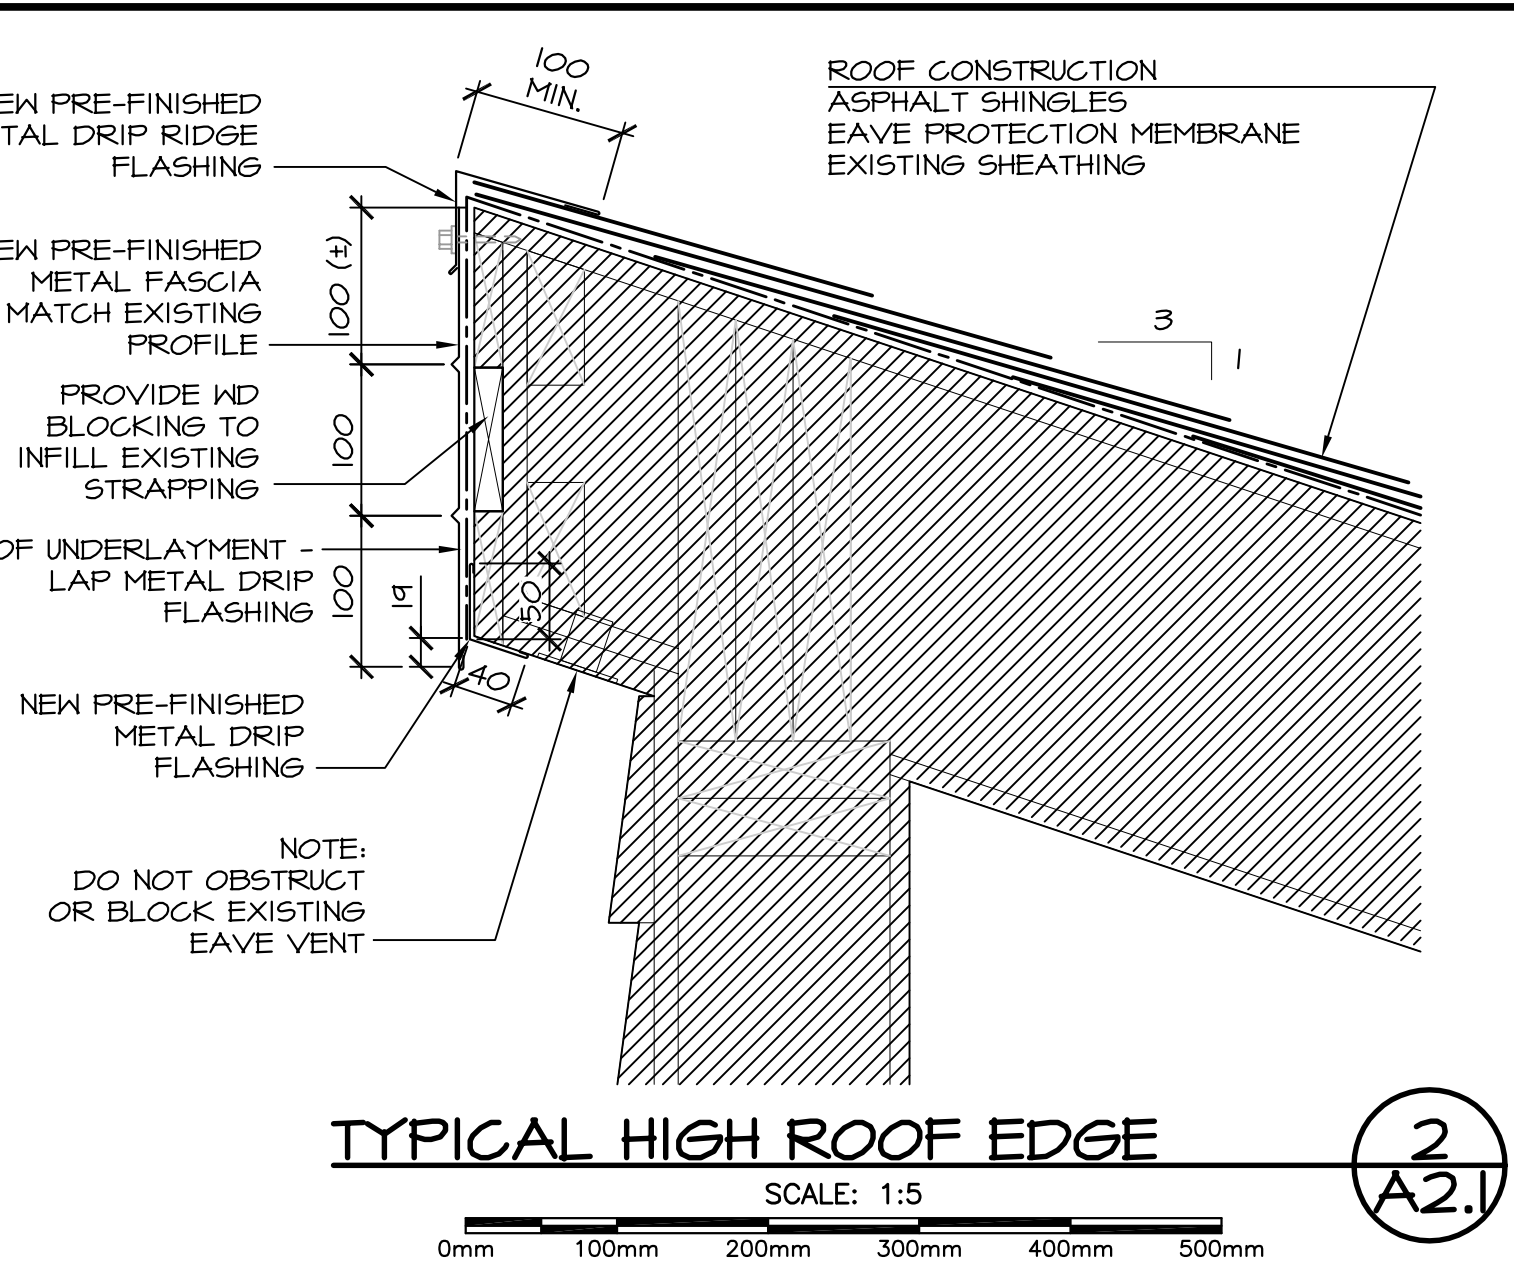 100
MIN.
ROOF CONSTRUCTION
ASPHALT SHINGLES
EAVE PROTECTION MEMBRANE
EXISTING SHEATHING
EW PRE-FINISHED
TAL DRIP RIDGE
FLASHING
EW PRE-FINISHED
METAL FASCIA
MATCH EXISTING
PROFILE
100 (±)
3
1
PROVIDE WD
BLOCKING TO
INFILL EXISTING
STRAPPING
100
OF UNDERLAYMENT -
LAP METAL DRIP
FLASHING
100
19
50
40
NEW PRE-FINISHED
METAL DRIP
FLASHING
NOTE:
DO NOT OBSTRUCT
OR BLOCK EXISTING
EAVE VENT
TYPICAL HIGH ROOF EDGE
2
A2.1
SCALE: 1:5
0mm 100mm 200mm 300mm 400mm 500mm